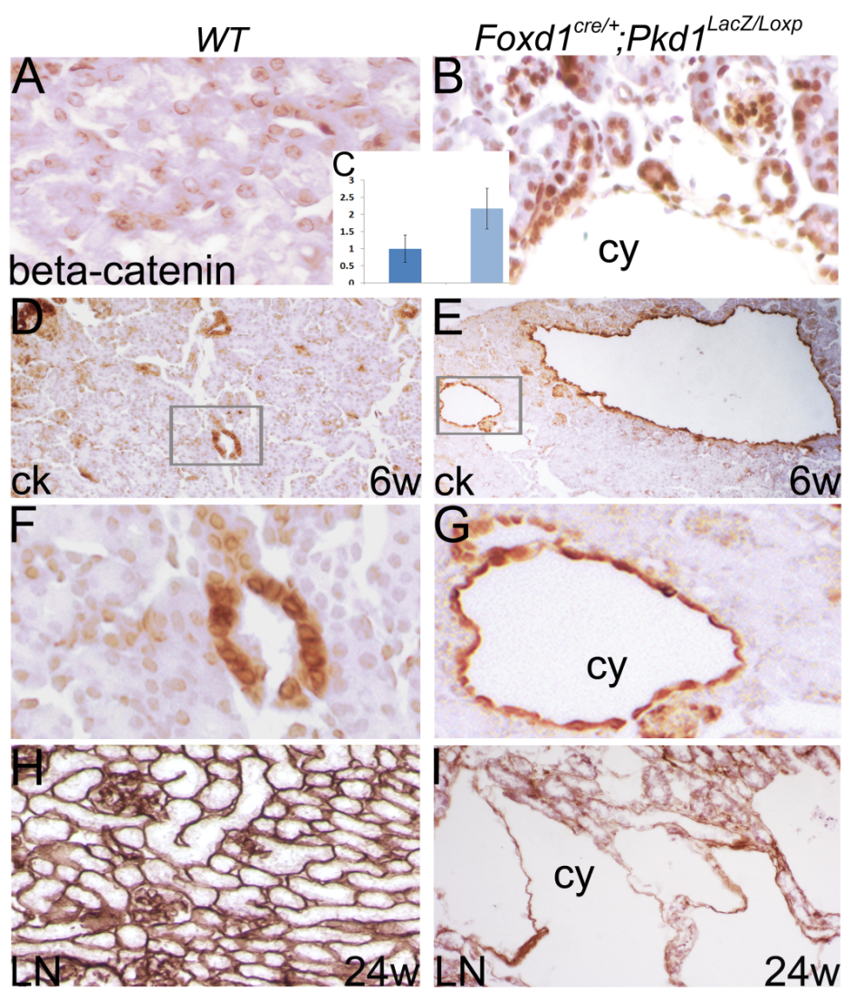 WT
Foxd1cre/+;Pkd1LacZ/Loxp
A
beta-catenin
B
cy
C
3
2.5
2
1.5
1
0.5
0
D
ck
6w
E
ck
6w
F
G
cy
H
LN
24w
I
cy
LN
24w